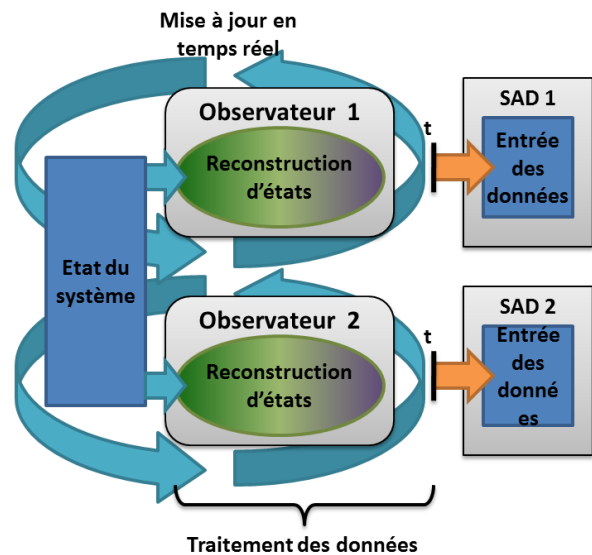 Mise à jour en
temps réel
Observateur 1
Reconstruction
d'états
t
SAD 1
Entrée
des
données
Etat du
système
Observateur 2
Reconstruction
d'états
t
SAD 2
Entrée
des
donné
es
Traitement des données